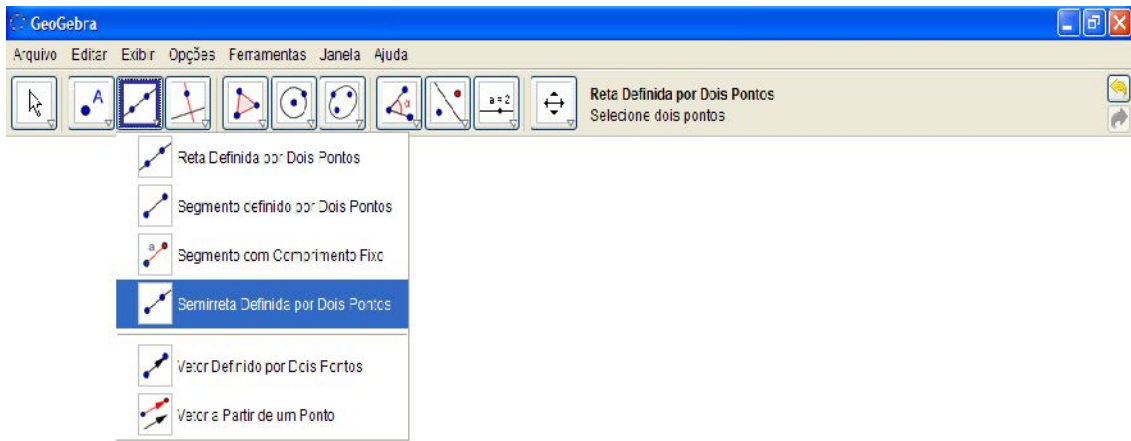 GeoGebra
Arquivo Editar Exibir Opções Ferramentas Janela Ajuda
A
α
a = 2
Reta Definida por Dois Pontos
Selecione dois pontos
Reta Definida por Dois Pontos
Segmento definido por Dois Pontos
a
Segmento com Comprimento Fixo
Semirreta Definida por Dois Pontos
Vetor Definido por Dois Pontos
Vetor a Partir de um Ponto